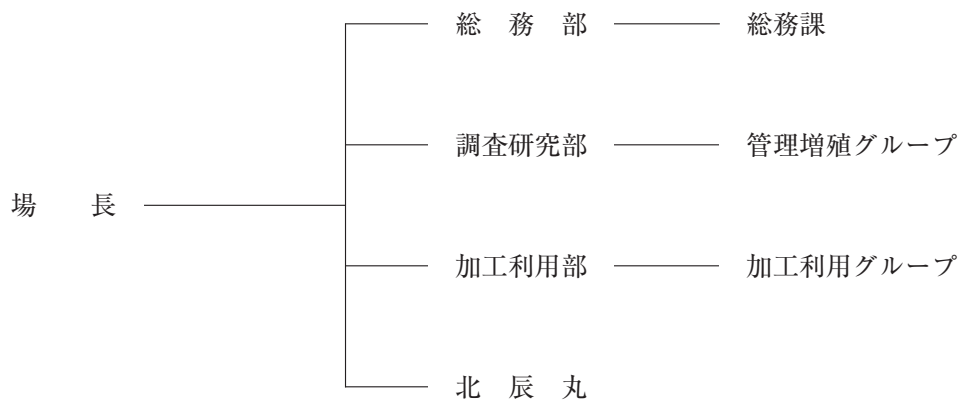 総務部 総務課
調査研究部 管理増殖グループ
場長
加工利用部 加工利用グループ
北辰丸